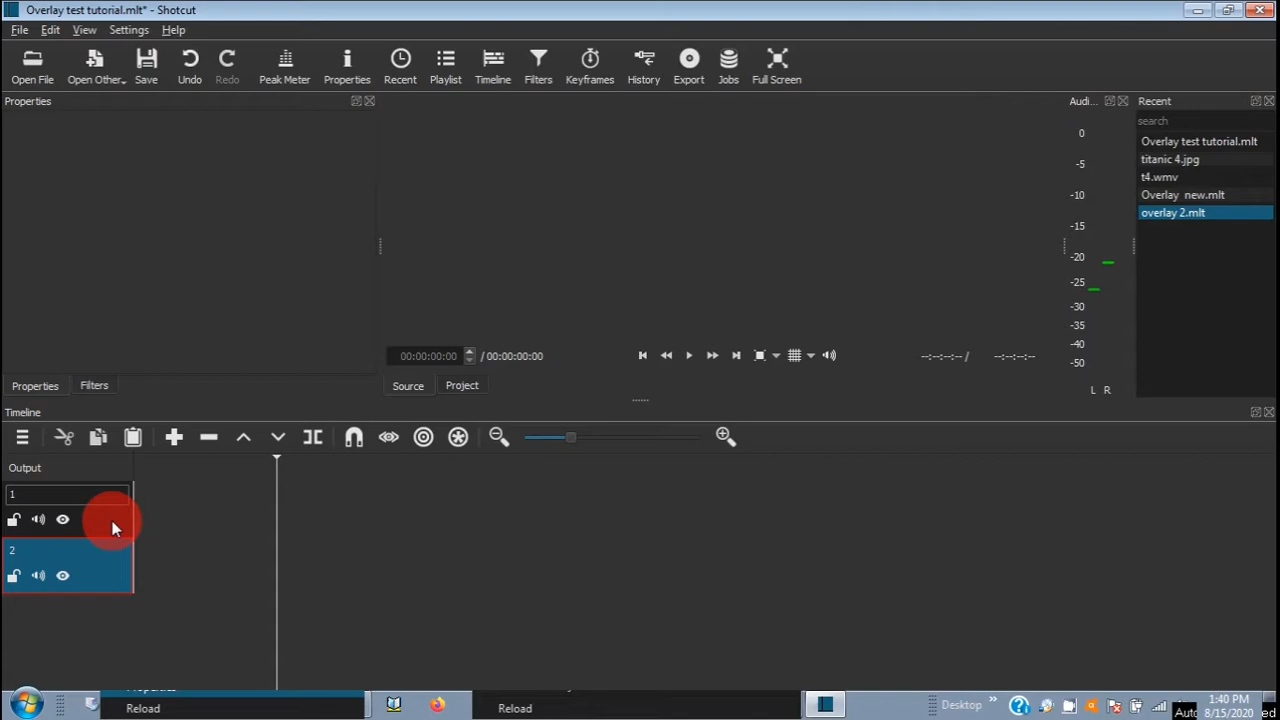 Overlay test tutorial.mlt* - Shotcut
File Edit View Settings Help
Open File Open Other Save Undo Redo Peak Meter Properties Recent Playlist Timeline Filters Keyframes History Export Jobs Full Screen
Properties Audi... Recent
search
Overlay test tutorial.mlt
titanic 4.jpg
t4.wmv
Overlay new.mlt
overlay 2.mlt
0
-5
-10
-15
-20
-25
-30
-35
-40
-50
L R
00:00:00:00 / 00:00:00:00 --:--:--:-- / --:--:--:--
Properties Filters Source Project
Timeline
Output
1
2
Properties
Reload Reload Desktop » 1:40 PM
8/15/2020